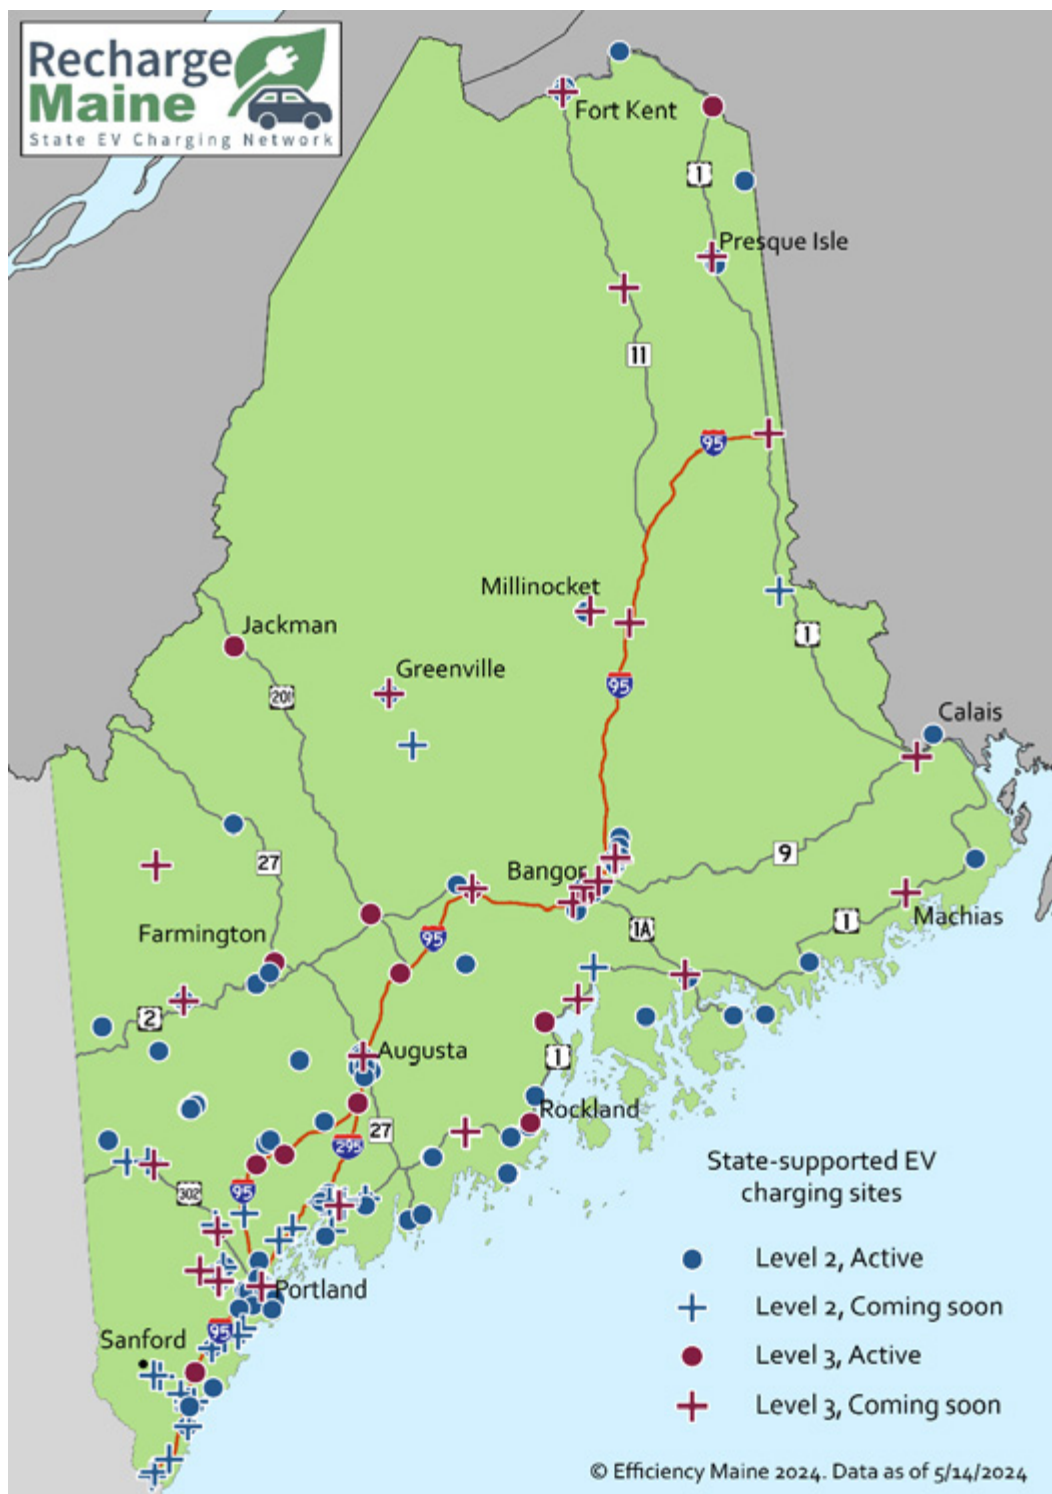 Recharge
Maine
State EV Charging Network
Fort Kent
1
Presque Isle
11
95
Millinocket
Jackman
1
Greenville
201
95
Calais
27
9
Bangor
Machias
1
1A
Farmington
95
2
Augusta
1
Rockland
27
295
302
95
State-supported EV
charging sites
Level 2, Active
Portland
Level 2, Coming soon
95
Sanford
Level 3, Active
Level 3, Coming soon
© Efficiency Maine 2024. Data as of 5/14/2024